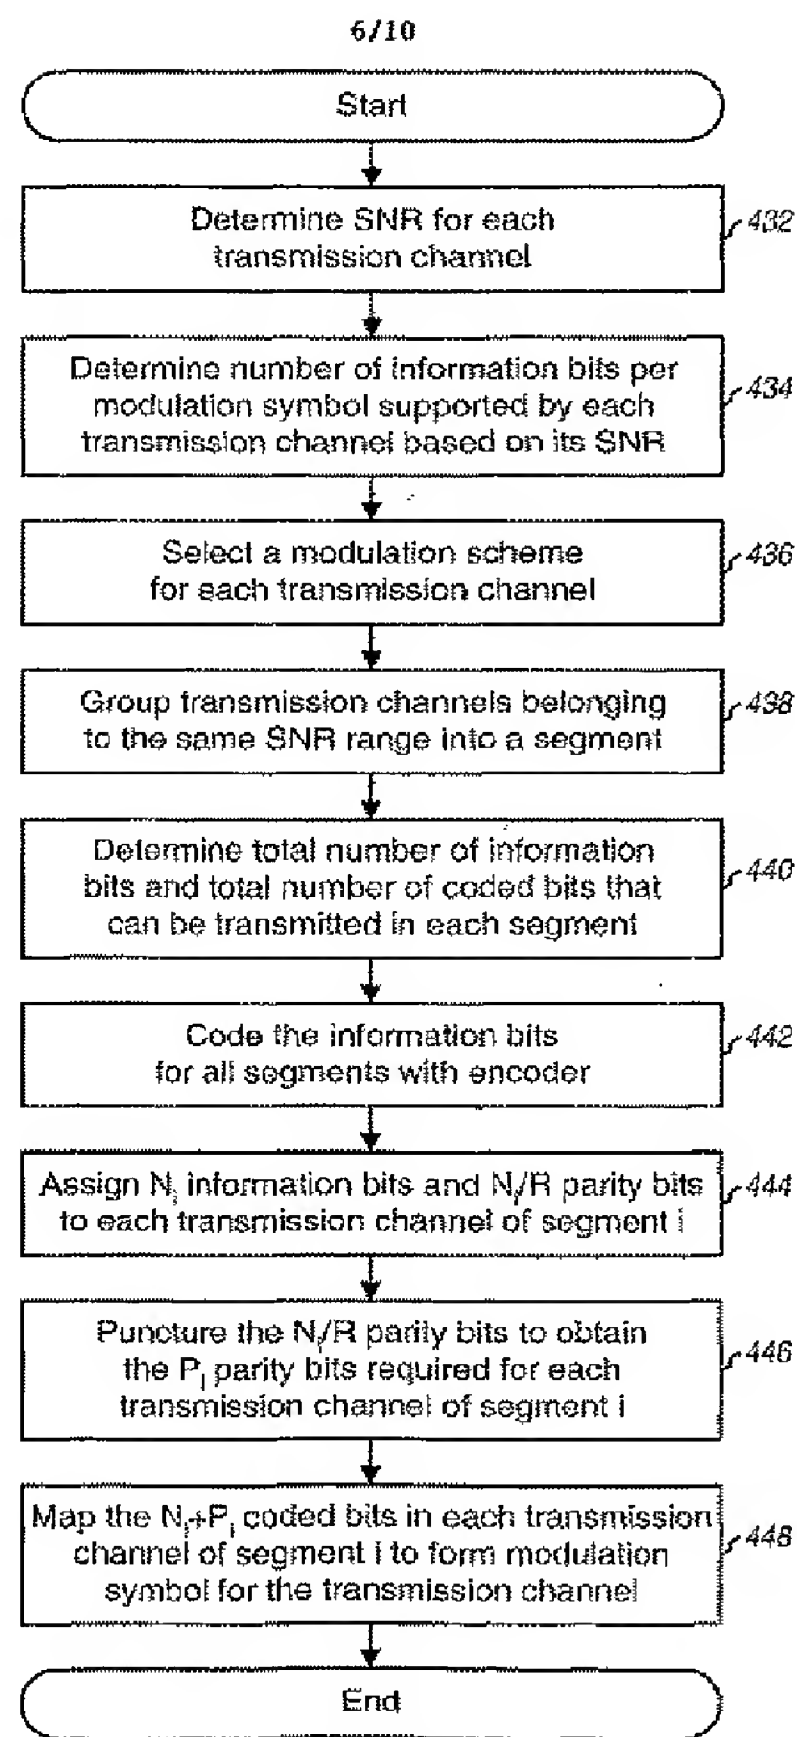 6/10
Start
Determine SNR for each
transmission channel
432
Determine number of information bits per
modulation symbol supported by each
transmission channel based on its SNR
434
Select a modulation scheme
for each transmission channel
436
Group transmission channels belonging
to the same SNR range into a segment
438
Determine total number of information
bits and total number of coded bits that
can be transmitted in each segment
440
Code the information bits
for all segments with encoder
442
Assign Nᵢ information bits and Nᵢ/R parity bits
to each transmission channel of segment i
444
Puncture the Nᵢ/R parity bits to obtain
the Pᵢ parity bits required for each
transmission channel of segment i
446
Map the Nᵢ+Pᵢ coded bits in each transmission
channel of segment i to form modulation
symbol for the transmission channel
448
End